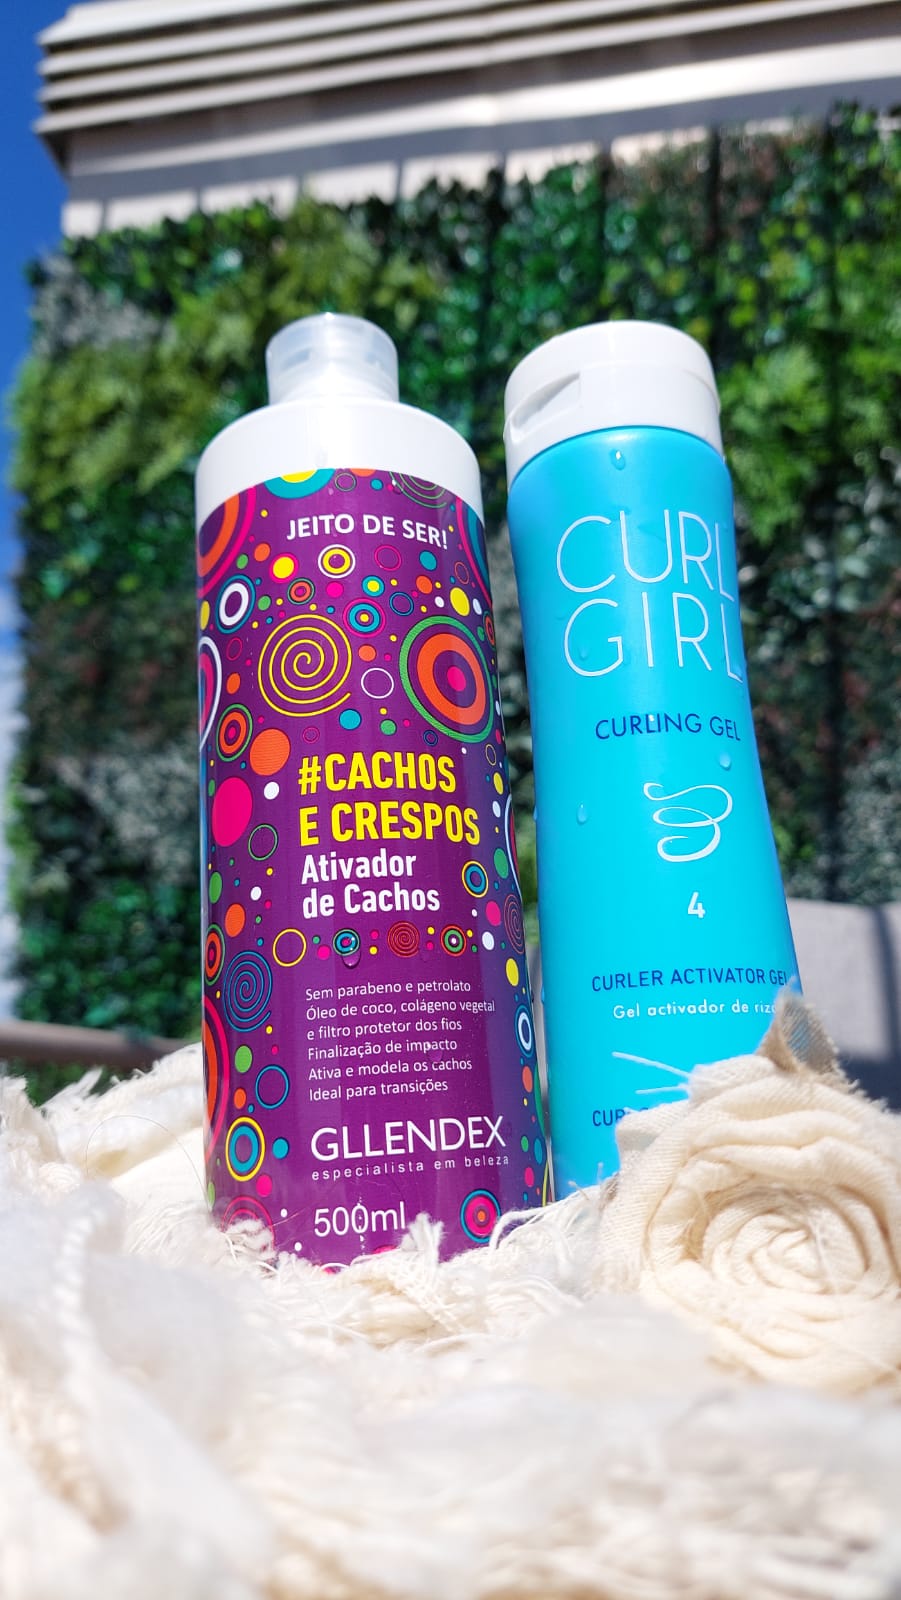 JEITO DE SER!
#CACHOS
E CRESPOS
Ativador
de Cachos
Sem parabeno e petrolato
Óleo de coco, colágeno vegetal
e filtro protetor dos fios
Finalização de impacto
Ativa e modela os cachos
Ideal para transições
GLLENDEX
especialista em beleza
500ml
CURL
GIRL
CURLING GEL
4
CURLER ACTIVATOR GEL
Gel activador de